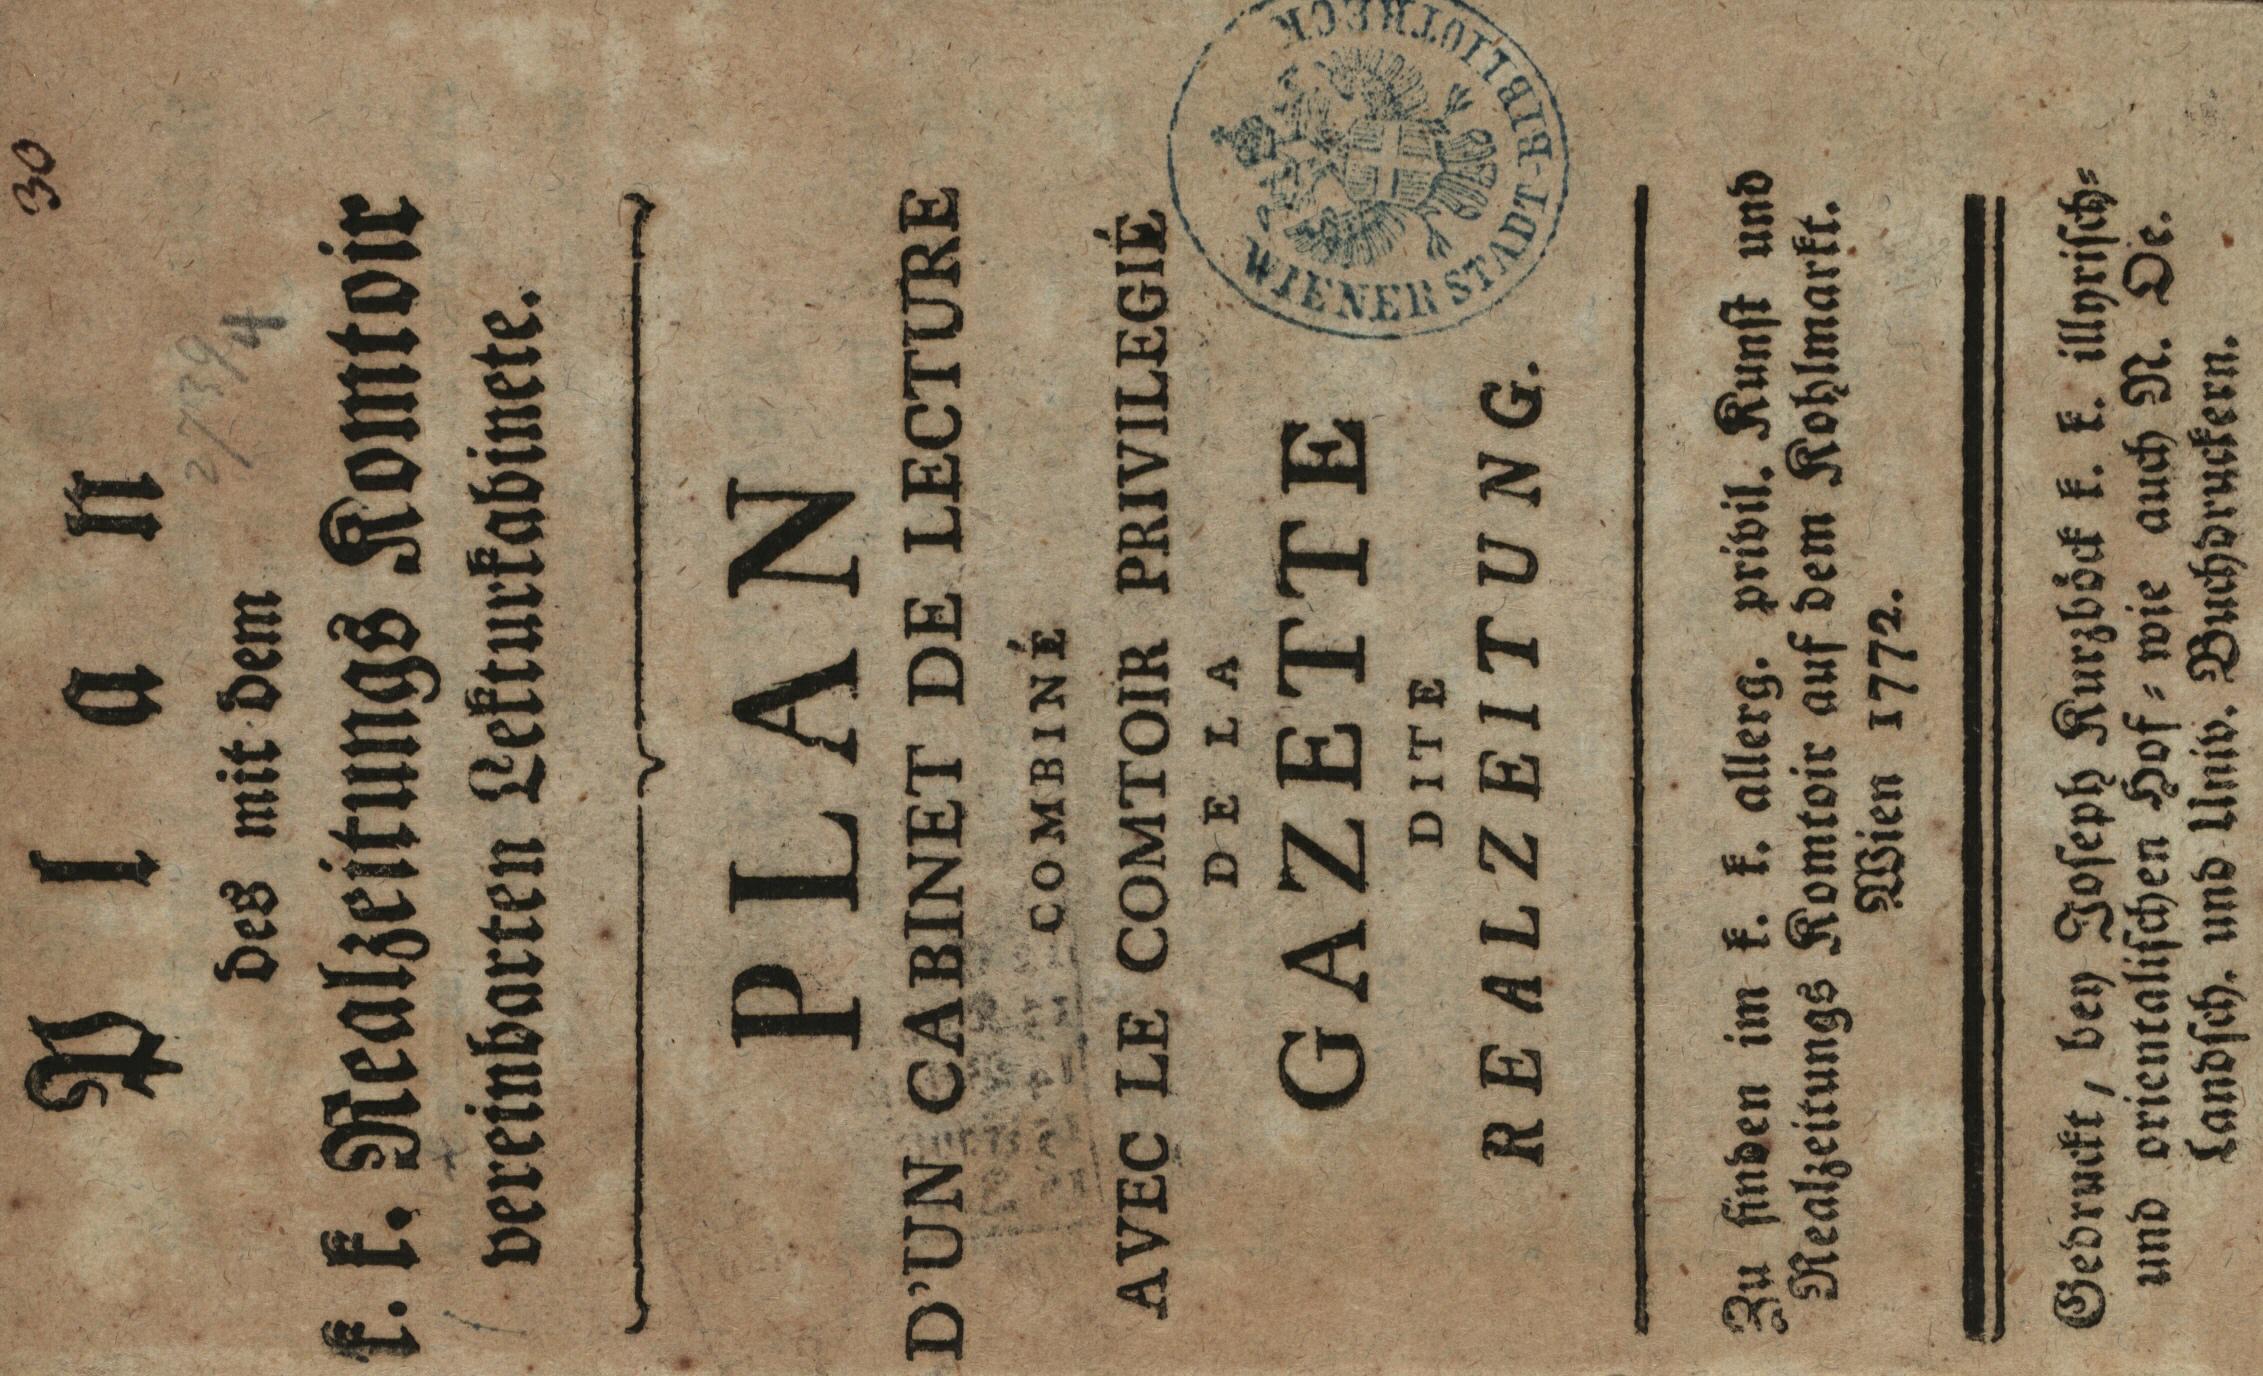 30
Plan
2739
A
des mit dem
k. k. Realzeitungs Komtoir
vereinbarten Lekturkabinete.
PLAN
D'UN CABINET DE LECTURE
COMBINÉ
AVEC LE COMTOIR PRIVILEGIÉ
DE LA
GAZETTE
DITE
REALZEITUNG.
WIENER STADT-BIBLIOTHECK
Zu finden im k. k. allerg. privil. Kunst und
Realzeitungs Komtoir auf dem Kohlmarkt.
Wien 1772.
Gedruckt, bey Joseph Kurzböck k. k. illyrisch-
und orientalischen Hof- wie auch N. Oe.
Landsch. und Univ. Buchdruckern.